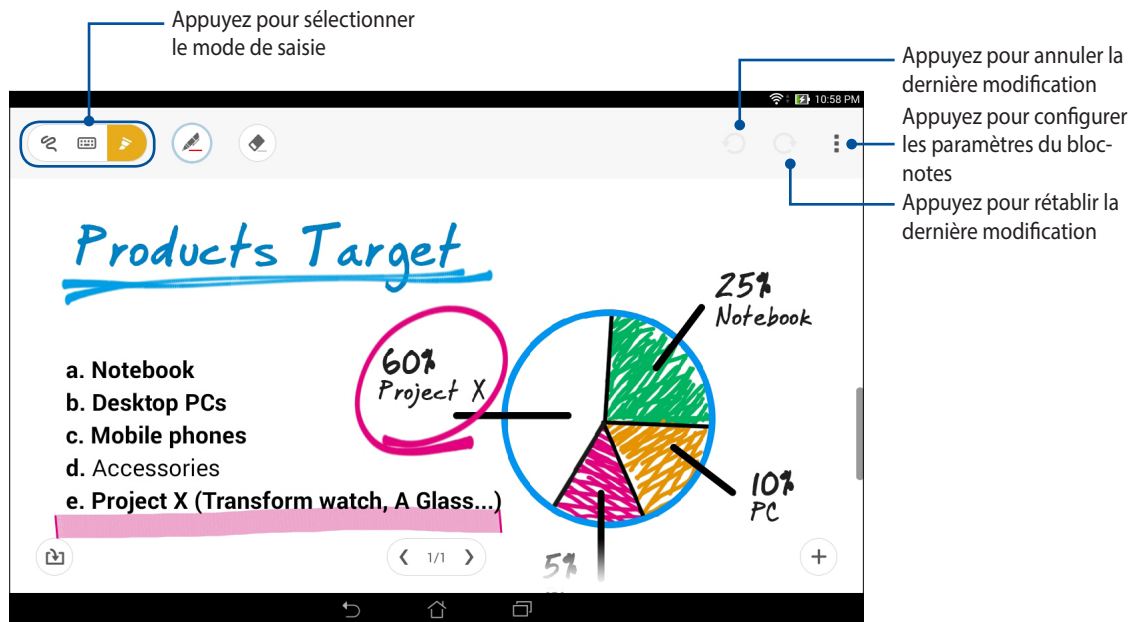 Appuyez pour sélectionner
le mode de saisie
Appuyez pour annuler la
dernière modification
Appuyez pour configurer
les paramètres du bloc-
notes
Appuyez pour rétablir la
dernière modification
10:58 PM
Products Target
a. Notebook
b. Desktop PCs
c. Mobile phones
d. Accessories
e. Project X (Transform watch, A Glass...)
60%
Project X
25%
Notebook
10%
PC
5%
1/1